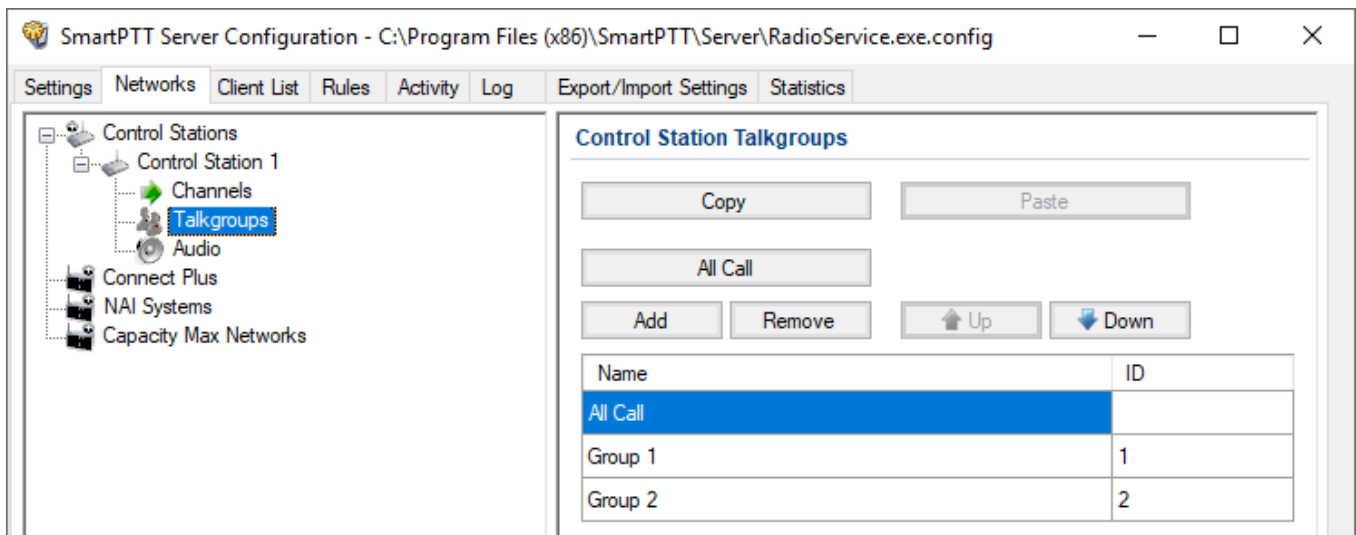 SmartPTT Server Configuration - C:\Program Files (x86)\SmartPTT\Server\RadioService.exe.config
Settings Networks Client List Rules Activity Log Export/Import Settings Statistics
Control Stations
Control Station 1
Channels
Talkgroups
Audio
Connect Plus
NAI Systems
Capacity Max Networks
Control Station Talkgroups
Copy Paste
All Call
Add Remove Up Down
Name ID
All Call
Group 1 1
Group 2 2